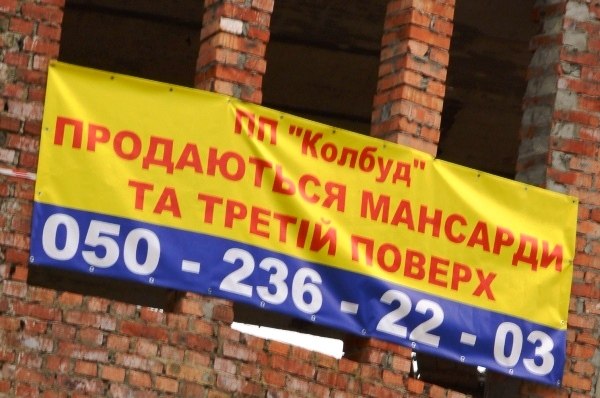 ПП "Колбуд"
ПРОДАЮТЬСЯ МАНСАРДИ
ТА ТРЕТІЙ ПОВЕРХ
050 - 236 - 22 - 03